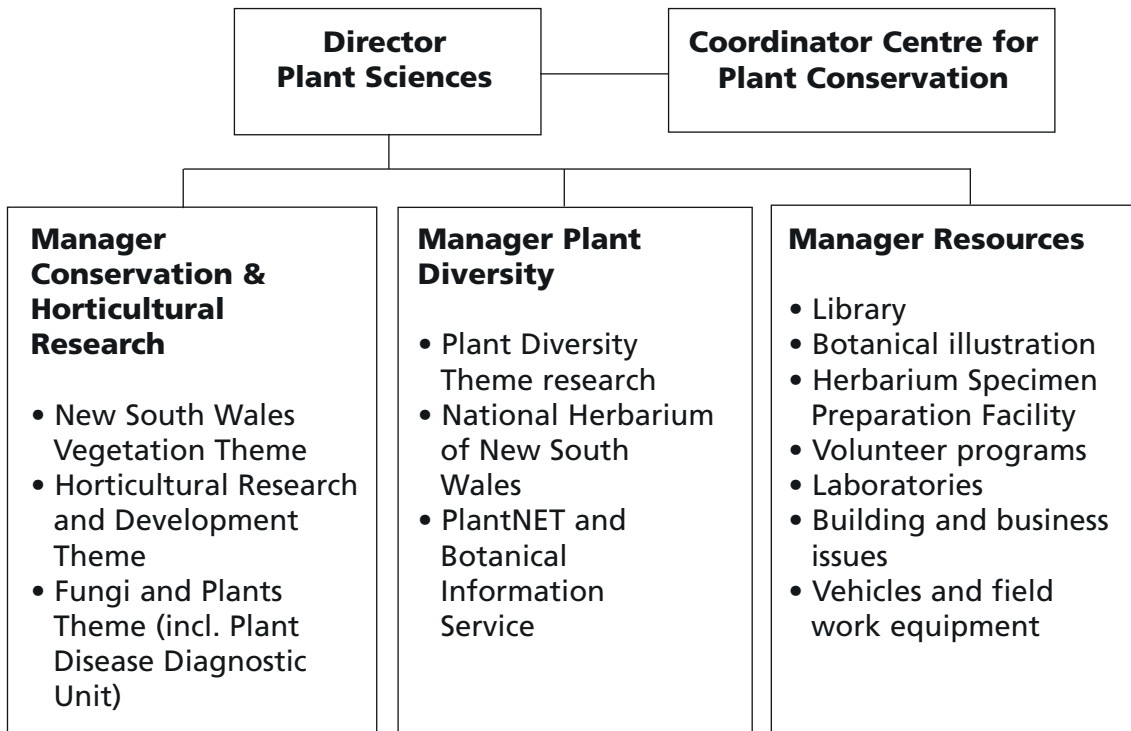 Director
Plant Sciences
Coordinator Centre for
Plant Conservation
Manager
Conservation &
Horticultural
Research
• New South Wales
Vegetation Theme
• Horticultural Research
and Development
Theme
• Fungi and Plants
Theme (incl. Plant
Disease Diagnostic
Unit)
Manager Plant
Diversity
• Plant Diversity
Theme research
• National Herbarium
of New South
Wales
• PlantNET and
Botanical
Information
Service
Manager Resources
• Library
• Botanical illustration
• Herbarium Specimen
Preparation Facility
• Volunteer programs
• Laboratories
• Building and business
issues
• Vehicles and field
work equipment